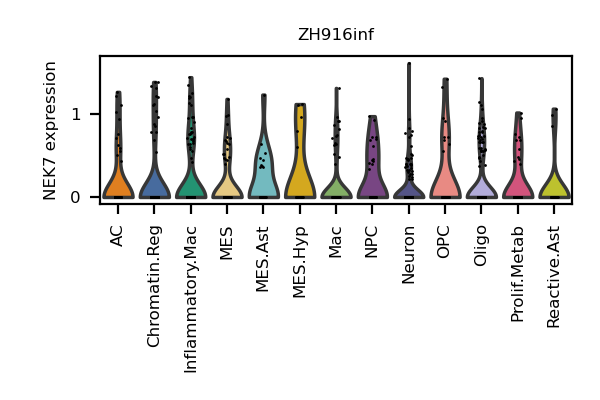 ZH916inf
NEK7 expression
1
0
AC
Chromatin.Reg
Inflammatory.Mac
MES
MES.Ast
MES.Hyp
Mac
NPC
Neuron
OPC
Oligo
Prolif.Metab
Reactive.Ast